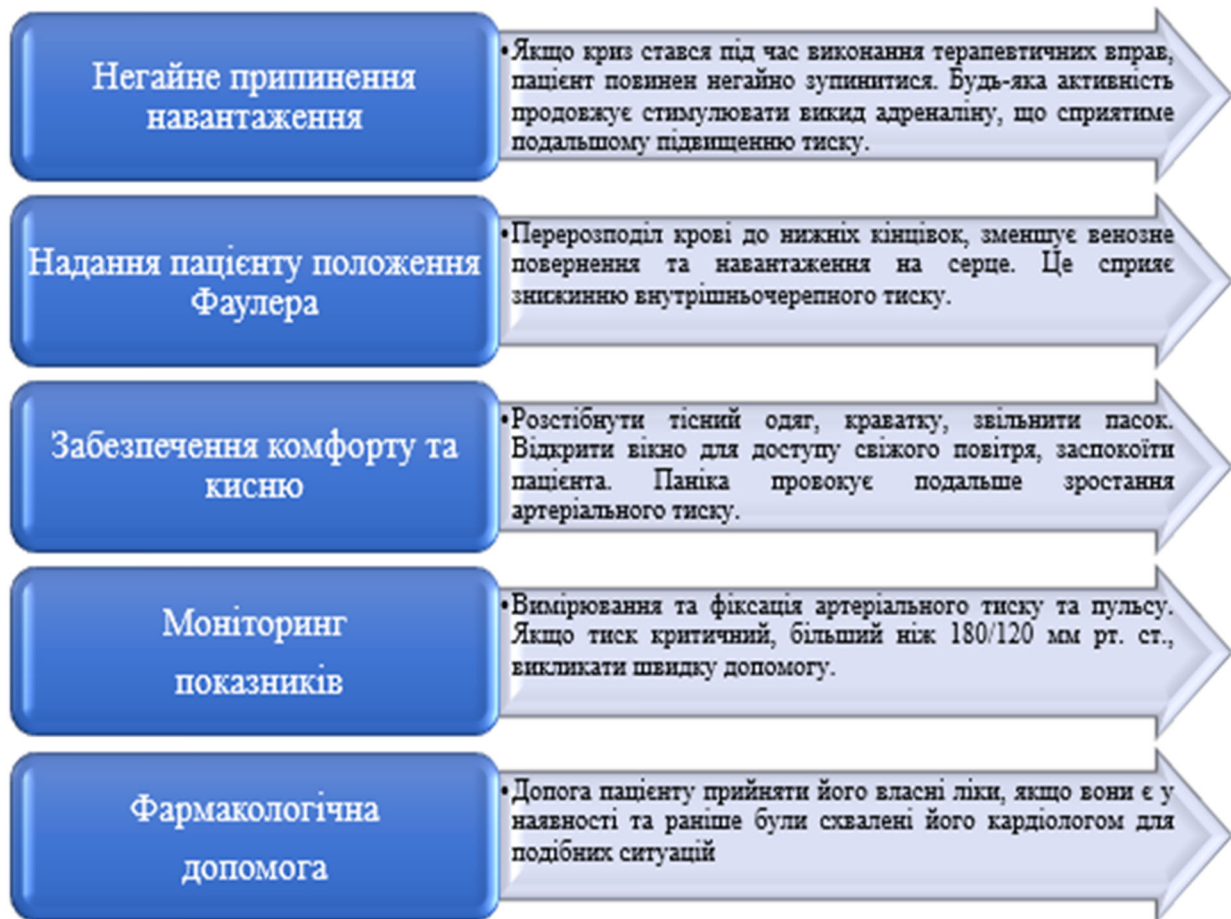 Негайне припинення
навантаження
•Якщо криз стався під час виконання терапевтичних вправ,
пацієнт повинен негайно зупинитися. Будь-яка активність
продовжує стимулювати викид адреналіну, що сприятиме
подальшому підвищенню тиску.
Надання пацієнту положення
Фаулера
•Перерозподіл крові до нижніх кінцівок, зменшує венозне
повернення та навантаження на серце. Це сприяє
знижинню внутрішньочерепного тиску.
Забезпечення комфорту та
кисню
•Розстібнути тісний одяг, краватку, звільнити пасок.
Відкрити вікно для доступу свіжого повітря, заспокоїти
пацієнта. Паніка провокує подальше зростання
артеріального тиску.
Моніторинг
показників
•Вимірювання та фіксація артеріального тиску та пульсу.
Якщо тиск критичний, більший ніж 180/120 мм рт. ст.,
викликати швидку допомогу.
Фармакологічна
допомога
•Допога пацієнту прийняти його власні ліки, якщо вони є у
наявності та раніше були схвалені його кардіологом для
подібних ситуацій